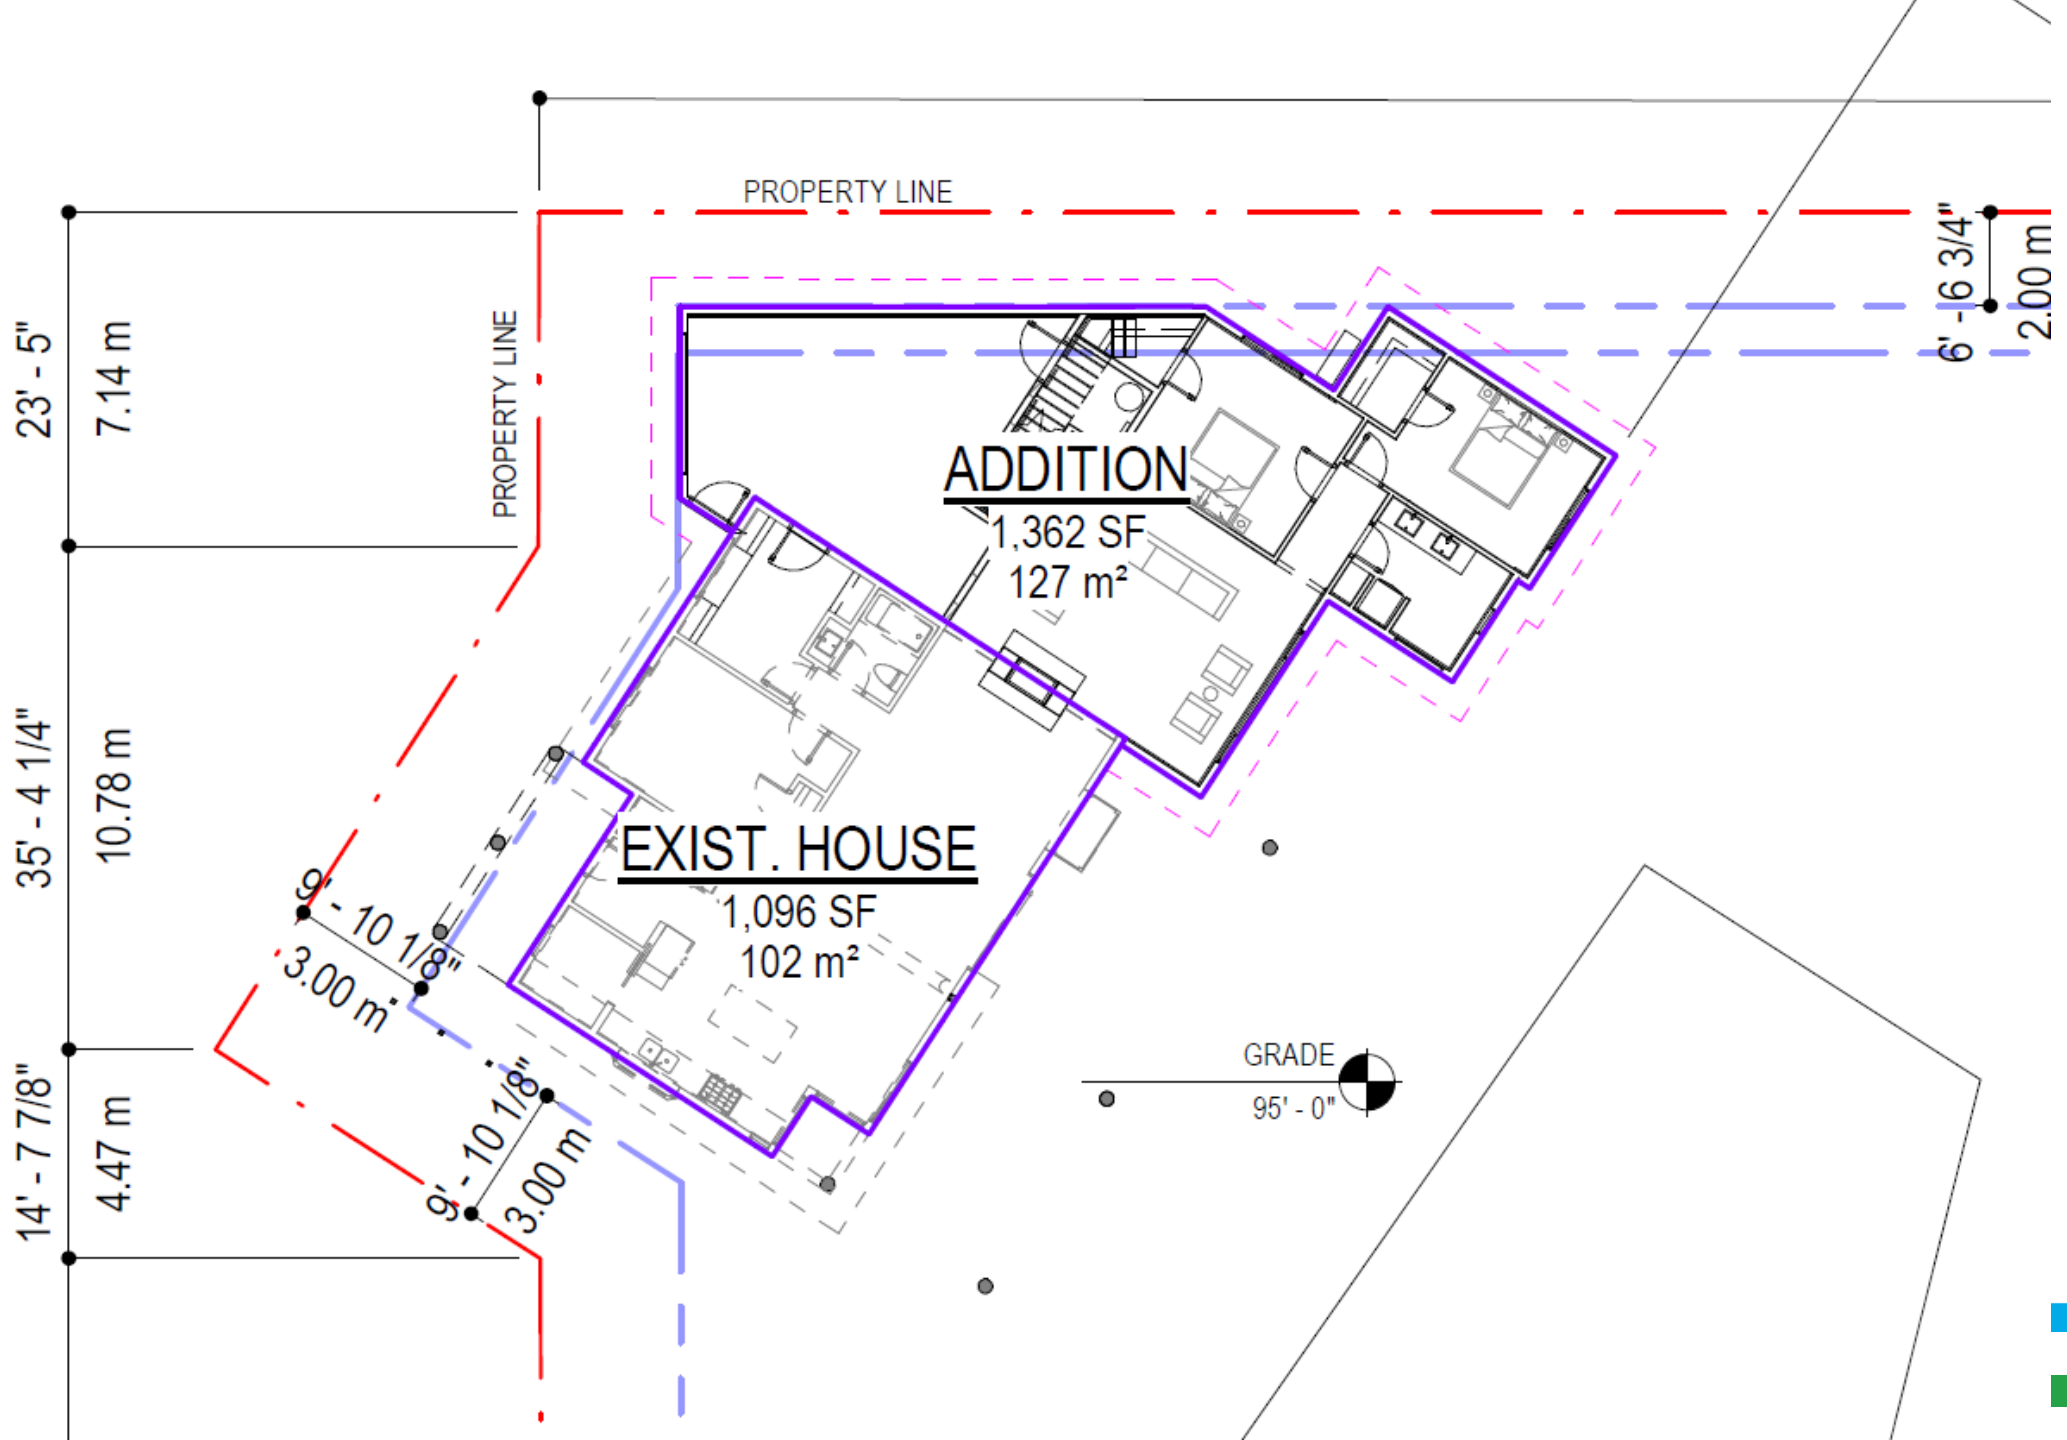 PROPERTY LINE
6' - 6 3/4"
2.00 m
23' - 5"
7.14 m
PROPERTY LINE
ADDITION
1,362 SF
127 m²
35' - 4 1/4"
10.78 m
EXIST. HOUSE
1,096 SF
102 m²
9' - 10 1/8"
3.00 m
GRADE
95' - 0"
14' - 7 7/8"
4.47 m
9' - 10 1/8"
3.00 m